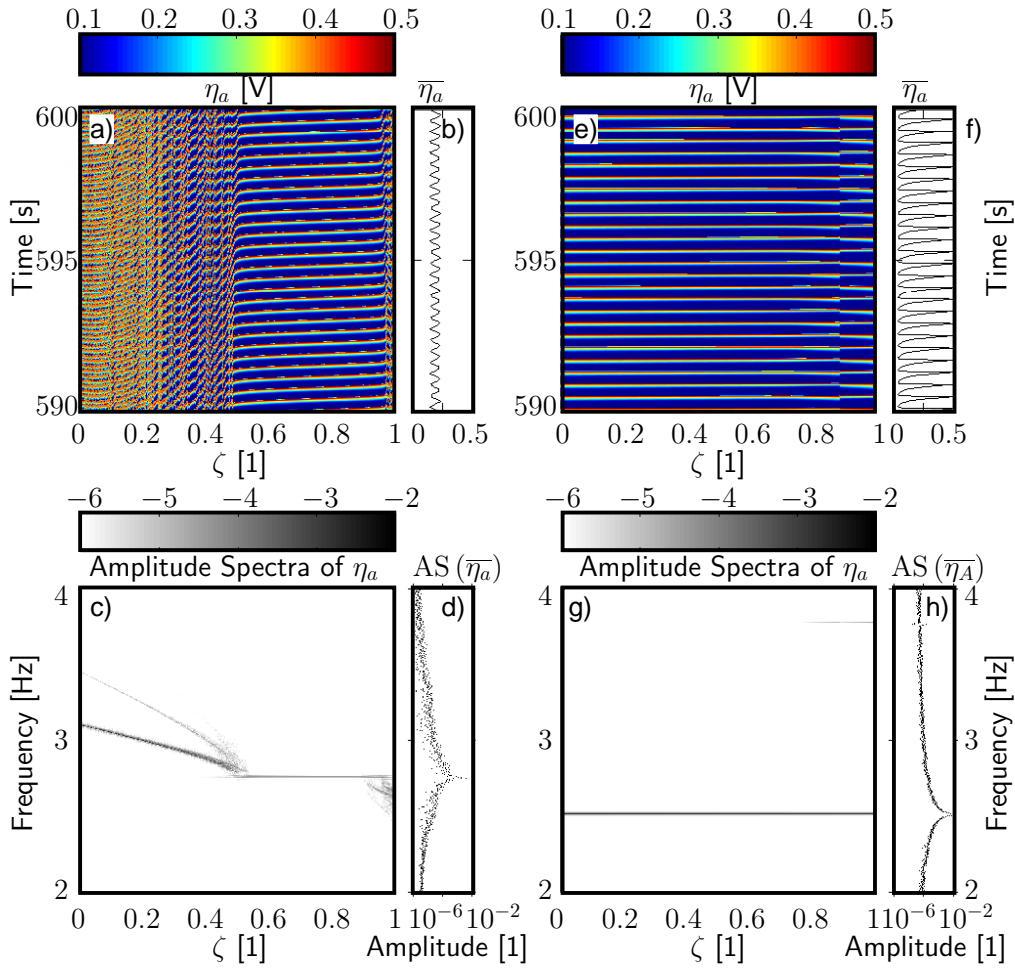 0.1 0.2 0.3 0.4 0.5
0.1 0.2 0.3 0.4 0.5
η_a [V]
η_a
η_a [V]
η_a
a)
b)
e)
f)
600
595
590
Time [s]
600
595
590
Time [s]
0 0.2 0.4 0.6 0.8 1
0 0.5
0 0.2 0.4 0.6 0.8 1
0 0.5
ζ [1]
ζ [1]
−6 −5 −4 −3 −2
−6 −5 −4 −3 −2
Amplitude Spectra of η_a
AS (η_a)
Amplitude Spectra of η_a
AS (η_A)
c)
d)
g)
h)
4
3
2
Frequency [Hz]
4
3
2
Frequency [Hz]
0 0.2 0.4 0.6 0.8 1
10^−6 10^−2
0 0.2 0.4 0.6 0.8 1
10^−6 10^−2
ζ [1]
Amplitude [1]
ζ [1]
Amplitude [1]